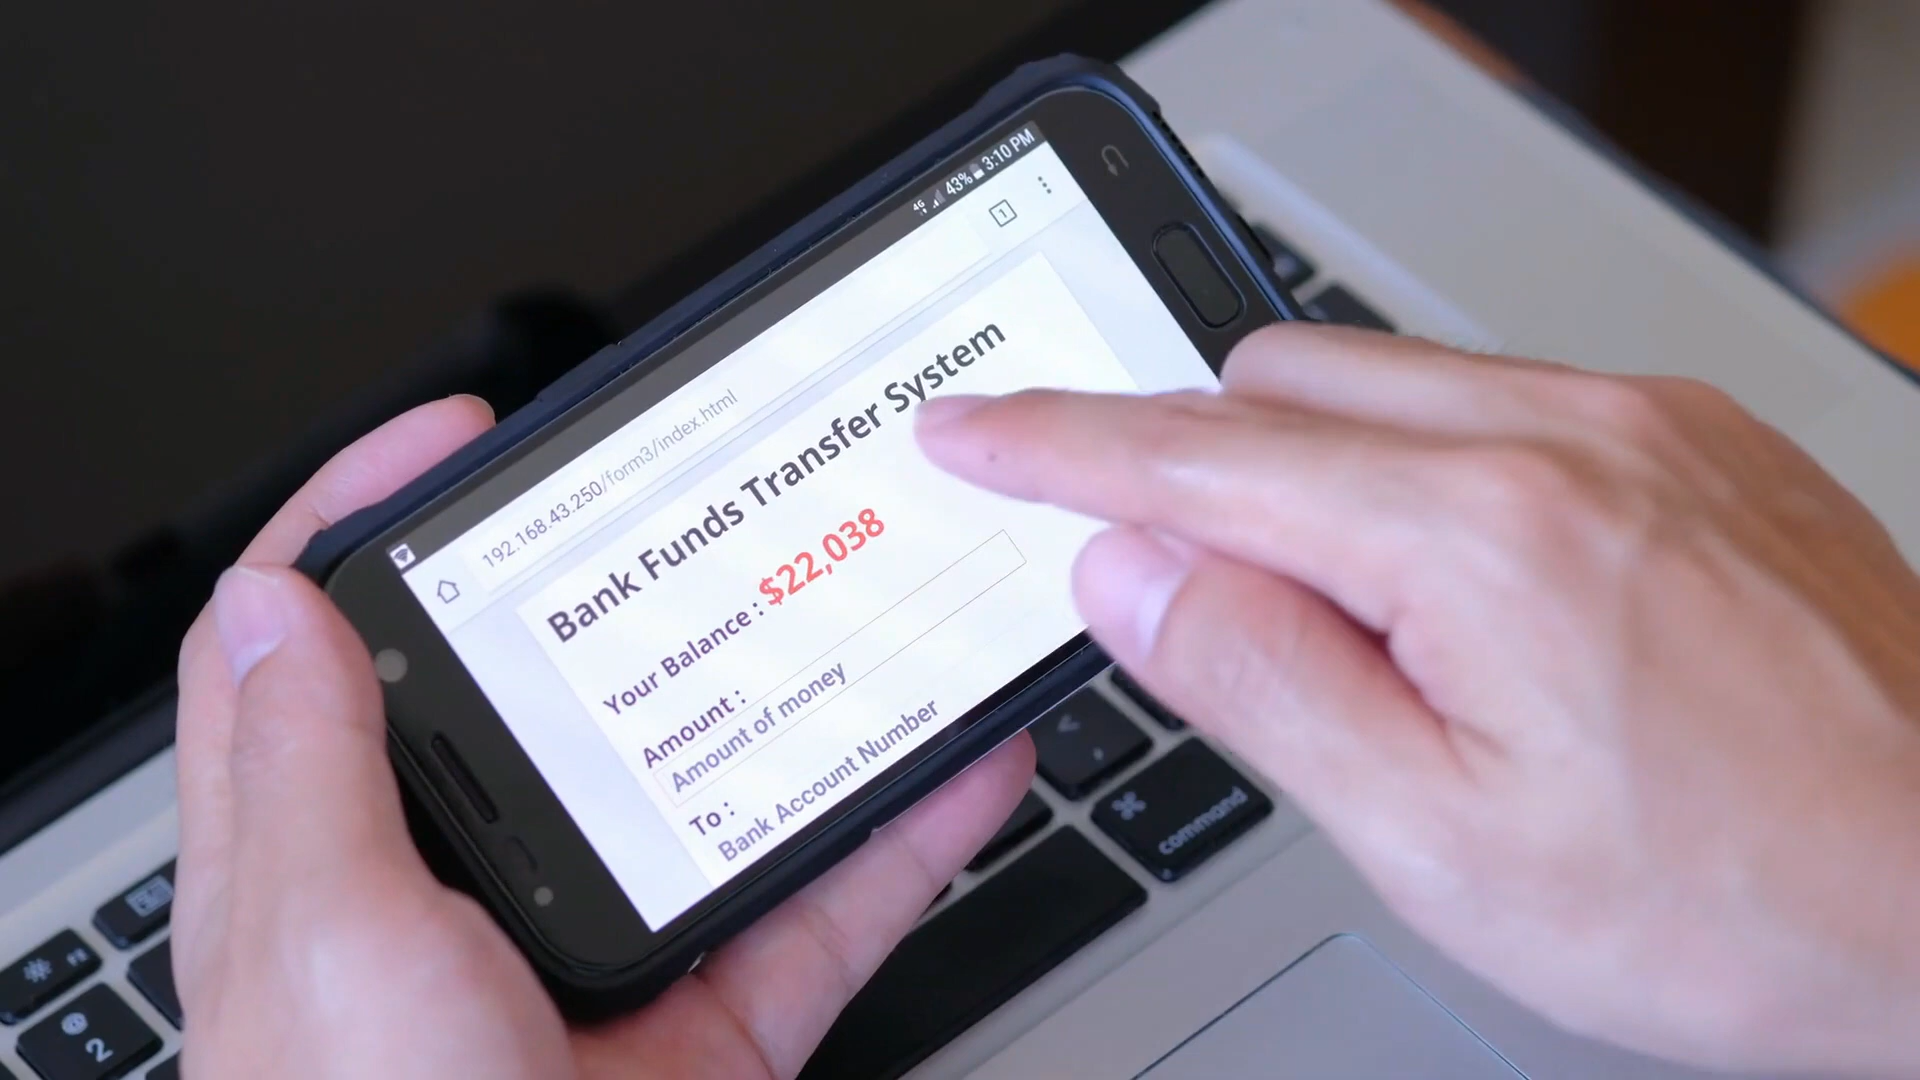 43% 3:10 PM
1
192.168.43.250/form3/index.html
Bank Funds Transfer System
Your Balance : $22,038
Amount :
Amount of money
To :
Bank Account Number
< ,
command
@ 2